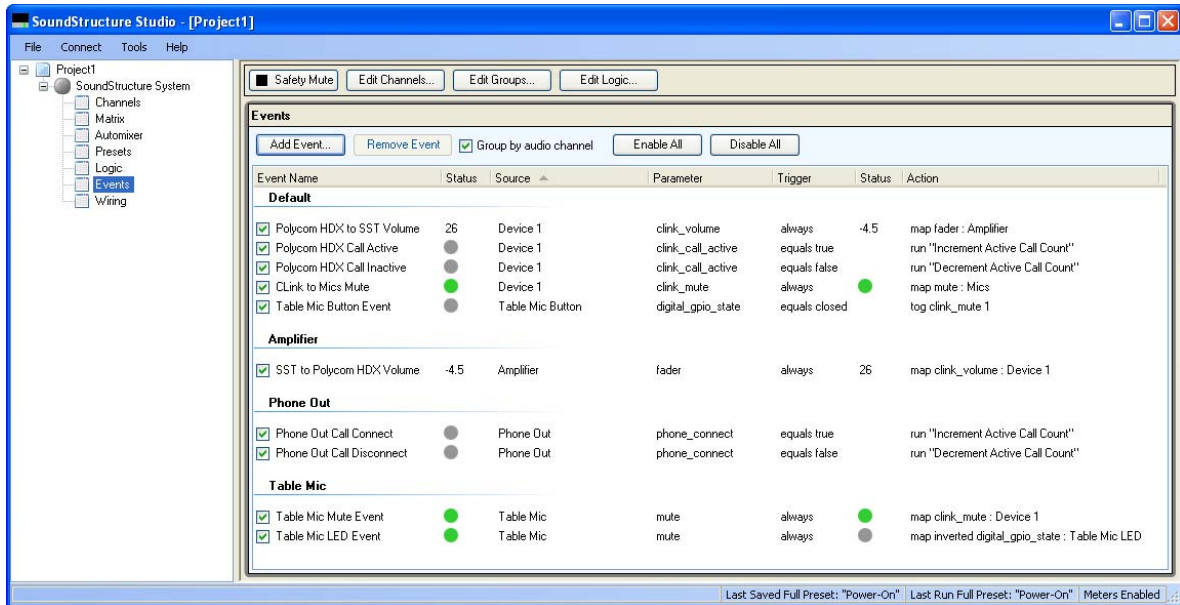 SoundStructure Studio - [Project1]
File Connect Tools Help
Project1
SoundStructure System
Channels
Matrix
Automixer
Presets
Logic
Events
Wiring
Safety Mute Edit Channels... Edit Groups... Edit Logic...
Events
Add Event... Remove Event Group by audio channel Enable All Disable All
Event Name Status Source Parameter Trigger Status Action
Default
Polycom HDX to SST Volume 26 Device 1 clink_volume always -4.5 map fader : Amplifier
Polycom HDX Call Active Device 1 clink_call_active equals true run "Increment Active Call Count"
Polycom HDX Call Inactive Device 1 clink_call_active equals false run "Decrement Active Call Count"
CLink to Mics Mute Device 1 clink_mute always map mute : Mics
Table Mic Button Event Table Mic Button digital_gpio_state equals closed tog clink_mute 1
Amplifier
SST to Polycom HDX Volume -4.5 Amplifier fader always 26 map clink_volume : Device 1
Phone Out
Phone Out Call Connect Phone Out phone_connect equals true run "Increment Active Call Count"
Phone Out Call Disconnect Phone Out phone_connect equals false run "Decrement Active Call Count"
Table Mic
Table Mic Mute Event Table Mic mute always map clink_mute : Device 1
Table Mic LED Event Table Mic mute always map inverted digital_gpio_state : Table Mic LED
Last Saved Full Preset: "Power-On" Last Run Full Preset: "Power-On" Meters Enabled